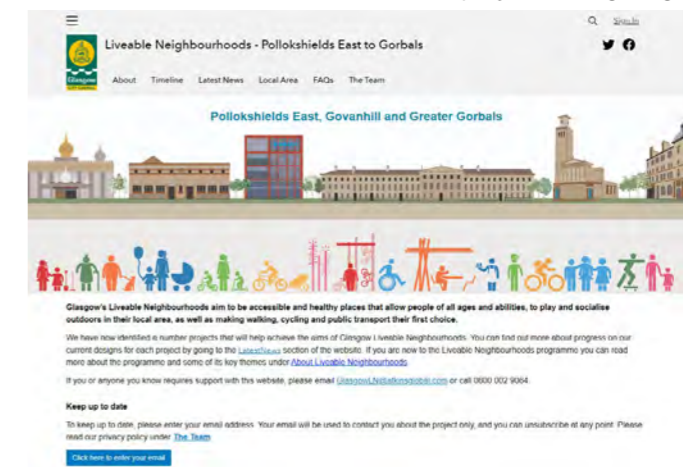 Sign In
Liveable Neighbourhoods - Pollokshields East to Gorbals
Glasgow
CITY COUNCIL
About Timeline Latest News Local Area FAQs The Team
Pollokshields East, Govanhill and Greater Gorbals
Glasgow's Liveable Neighbourhoods aim to be accessible and healthy places that allow people of all ages and abilities, to play and socialise
outdoors in their local area, as well as making walking, cycling and public transport their first choice.
We have now identified a number projects that will help achieve the aims of Glasgow Liveable Neighbourhoods. You can find out more about progress on our
current designs for each project by going to the Latest News section of the website. If you are new to the Liveable Neighbourhoods programme you can read
more about the programme and some of its key themes under About Liveable Neighbourhoods.
If you or anyone you know requires support with this website, please email or call 0800 002 9064.
Keep up to date
To keep up to date, please enter your email address. Your email will be used to contact you about the project only, and you can unsubscribe at any point. Please
read our privacy policy under The Team
Click here to enter your email